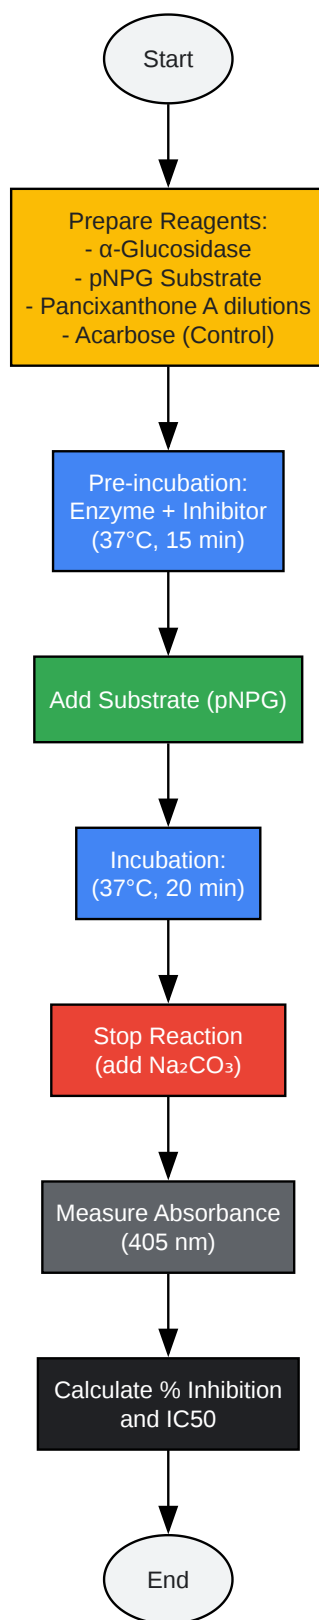 Start
Prepare Reagents:
- α-Glucosidase
- pNPG Substrate
- Pancixanthone A dilutions
- Acarbose (Control)
Pre-incubation:
Enzyme + Inhibitor
(37°C, 15 min)
Add Substrate (pNPG)
Incubation:
(37°C, 20 min)
Stop Reaction
(add Na₂CO₃)
Measure Absorbance
(405 nm)
Calculate % Inhibition
and IC50
End